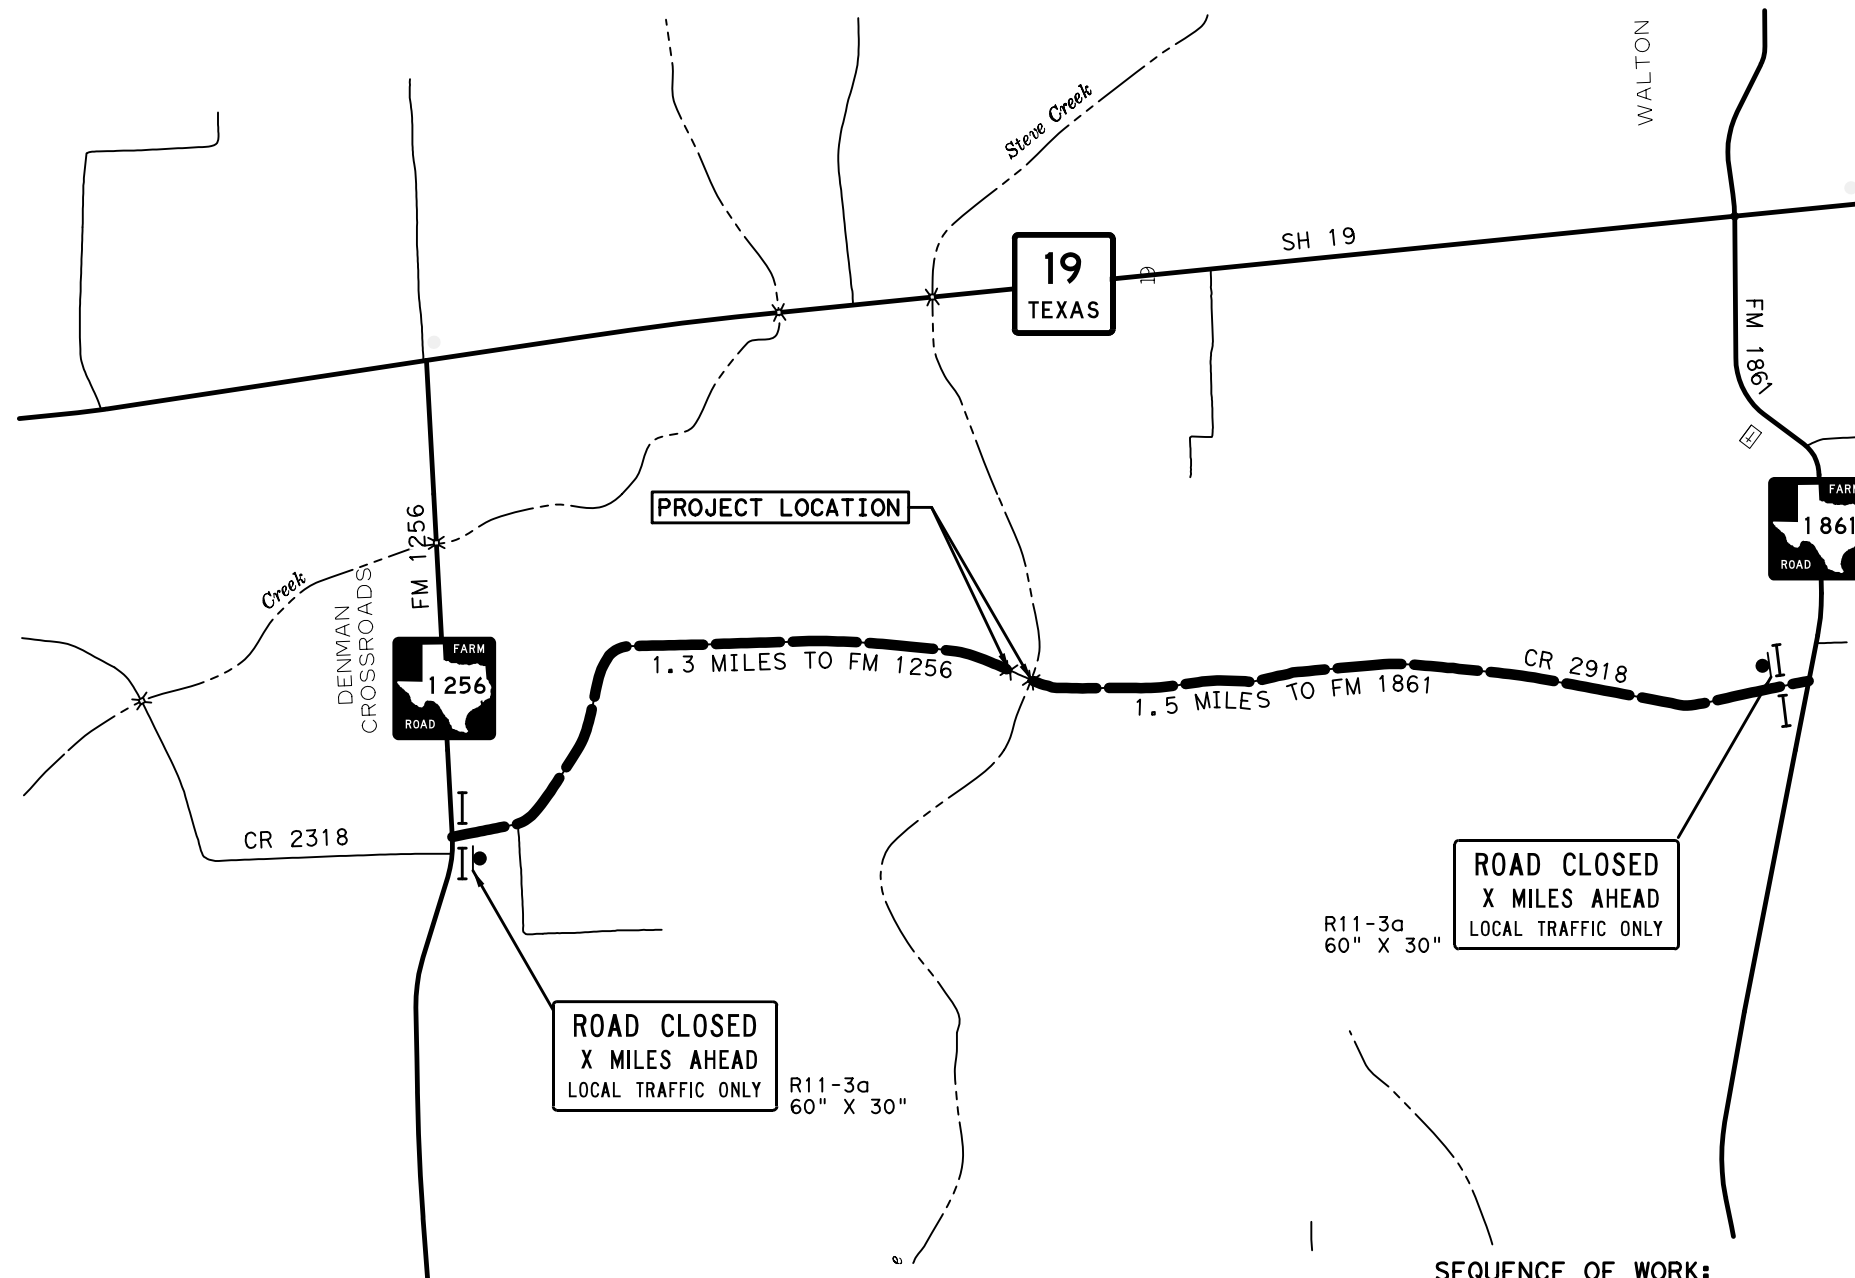 WALTON
Steve Creek
SH 19
19
TEXAS
19
FM 1861
PROJECT LOCATION
FARM
1861
ROAD
FM 1256
Creek
DENMAN
CROSSROADS
FARM
1256
ROAD
1.3 MILES TO FM 1256
CR 2918
1.5 MILES TO FM 1861
CR 2318
ROAD CLOSED
X MILES AHEAD
LOCAL TRAFFIC ONLY
R11-3a
60" X 30"
ROAD CLOSED
X MILES AHEAD
LOCAL TRAFFIC ONLY
R11-3a
60" X 30"
e
SEQUENCE OF WORK: